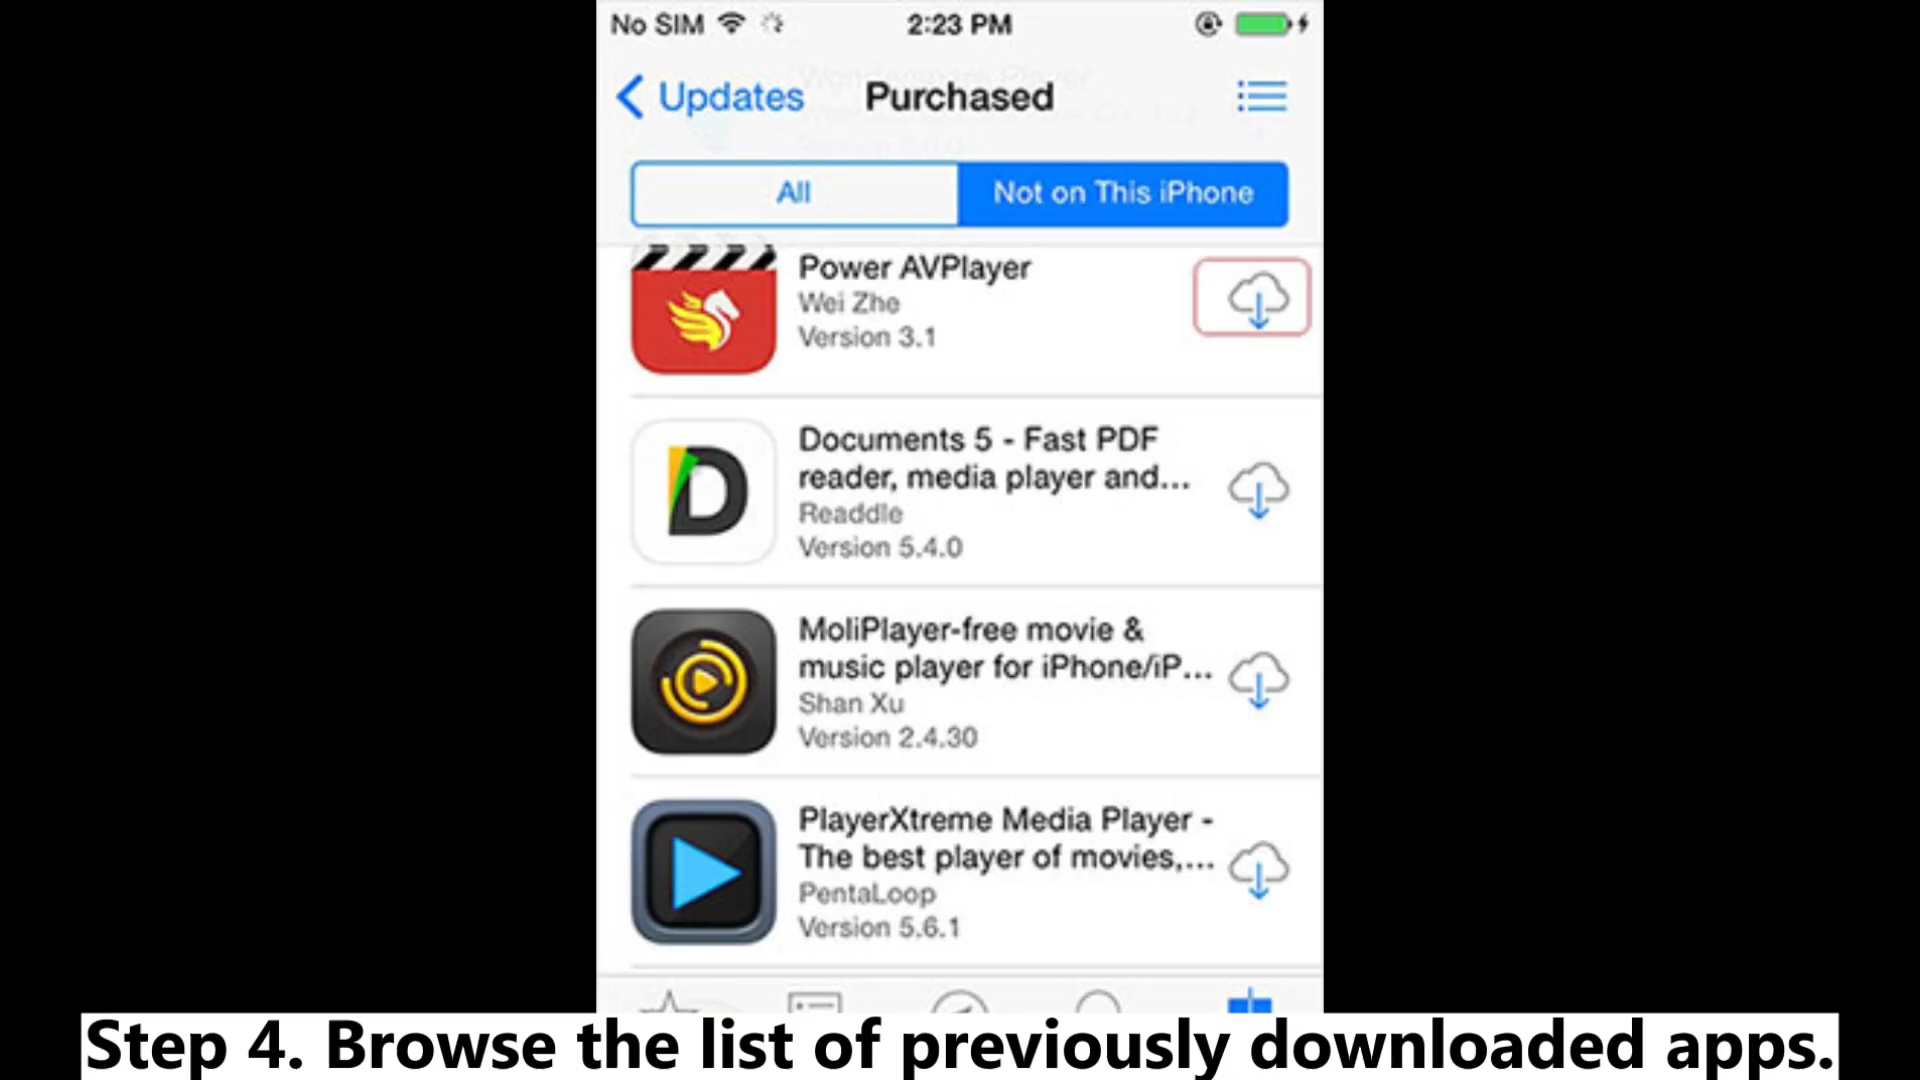 No SIM 2:23 PM
Updates Purchased
All Not on This iPhone
Power AVPlayer
Wei Zhe
Version 3.1
Documents 5 - Fast PDF
reader, media player and...
Readdle
Version 5.4.0
MoliPlayer-free movie &
music player for iPhone/iP...
Shan Xu
Version 2.4.30
PlayerXtreme Media Player -
The best player of movies,...
PentaLoop
Version 5.6.1
Step 4. Browse the list of previously downloaded apps.